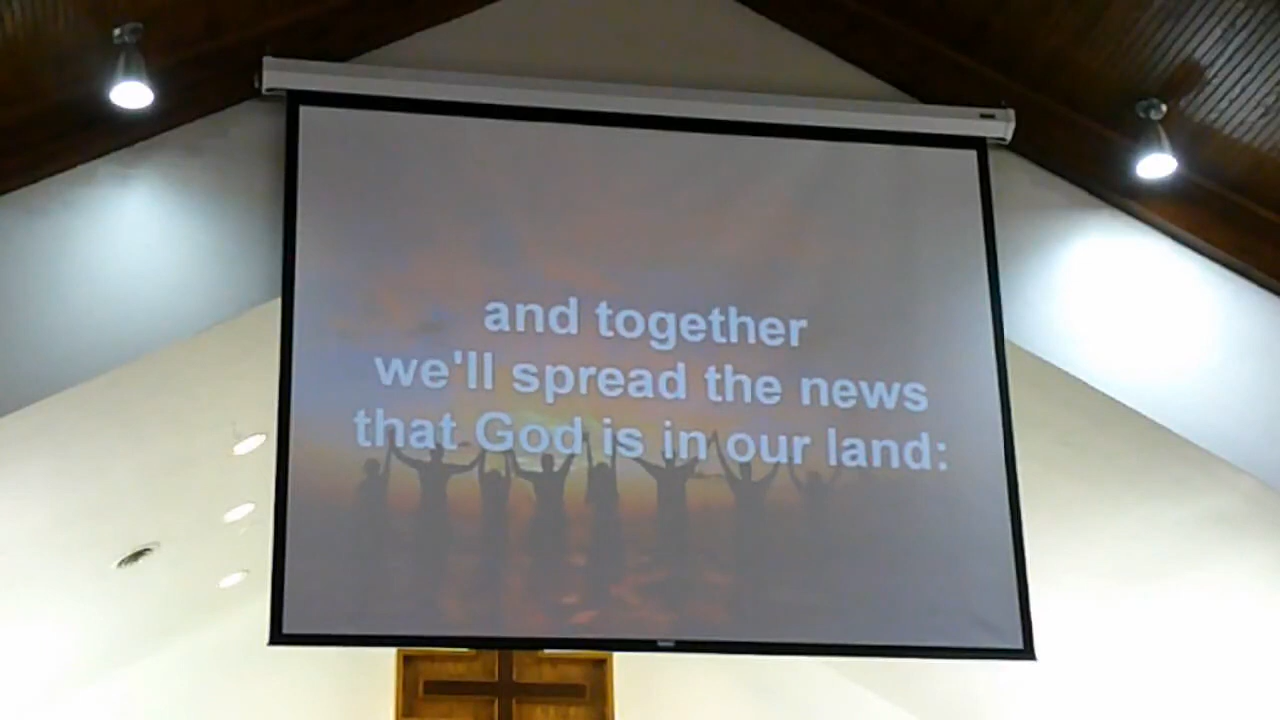 and together
we'll spread the news
that God is in our land: